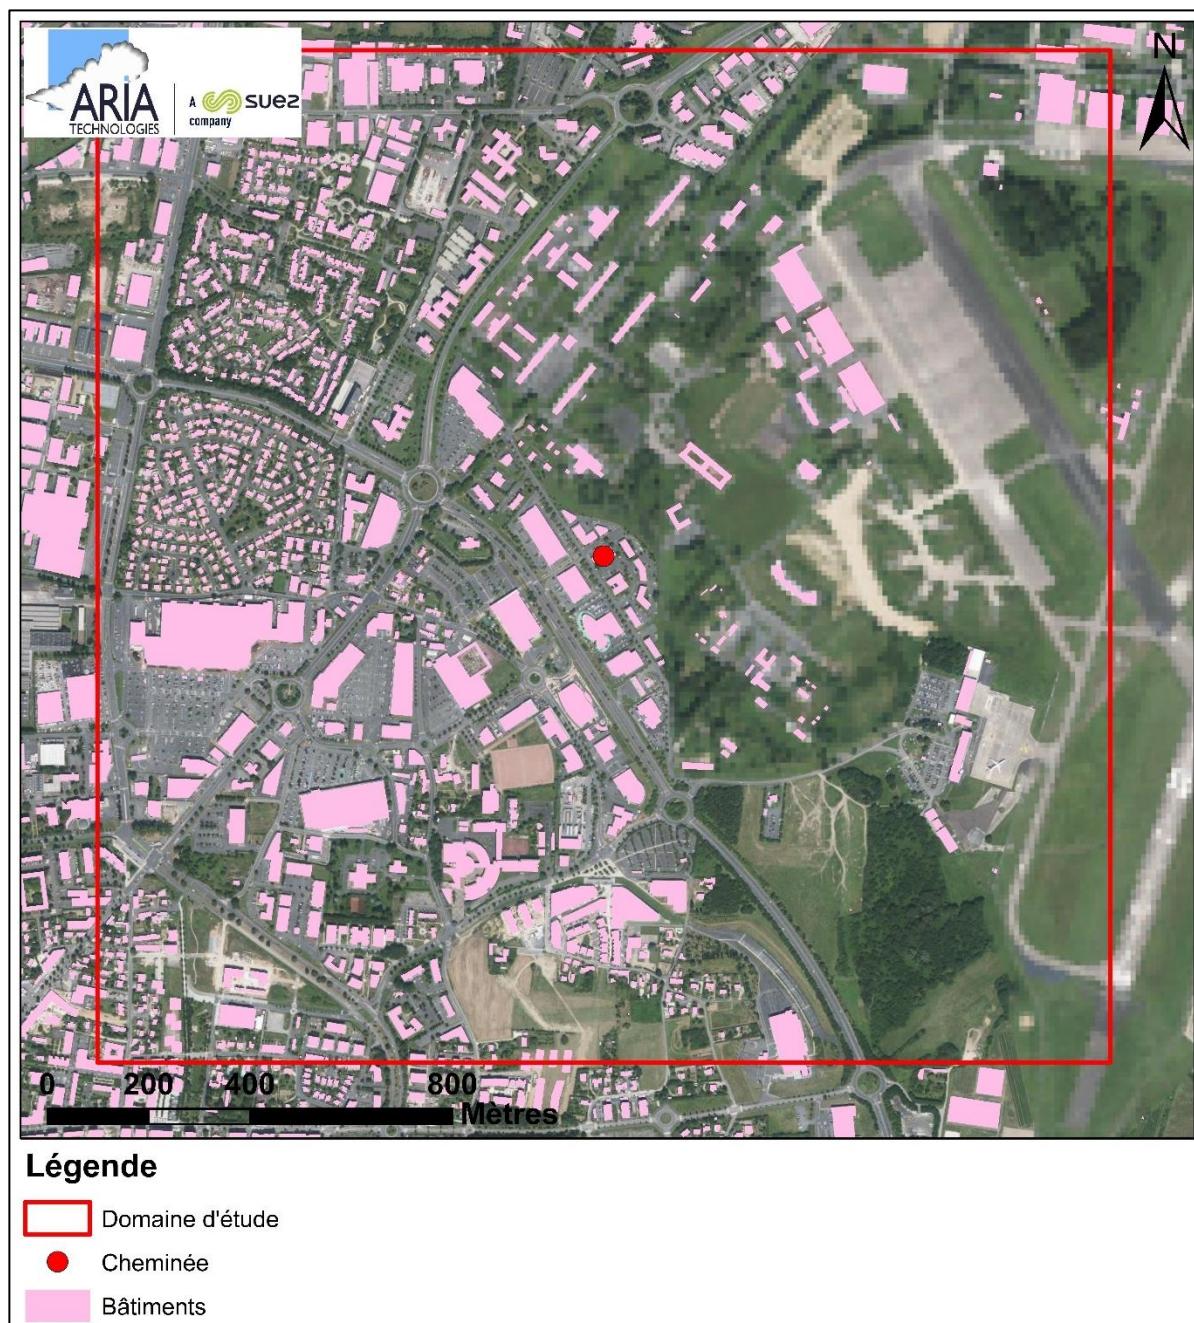 ARIA
TECHNOLOGIES
A suez
company
N
0 200 400 800
Mètres
Légende
Domaine d'étude
Cheminée
Bâtiments